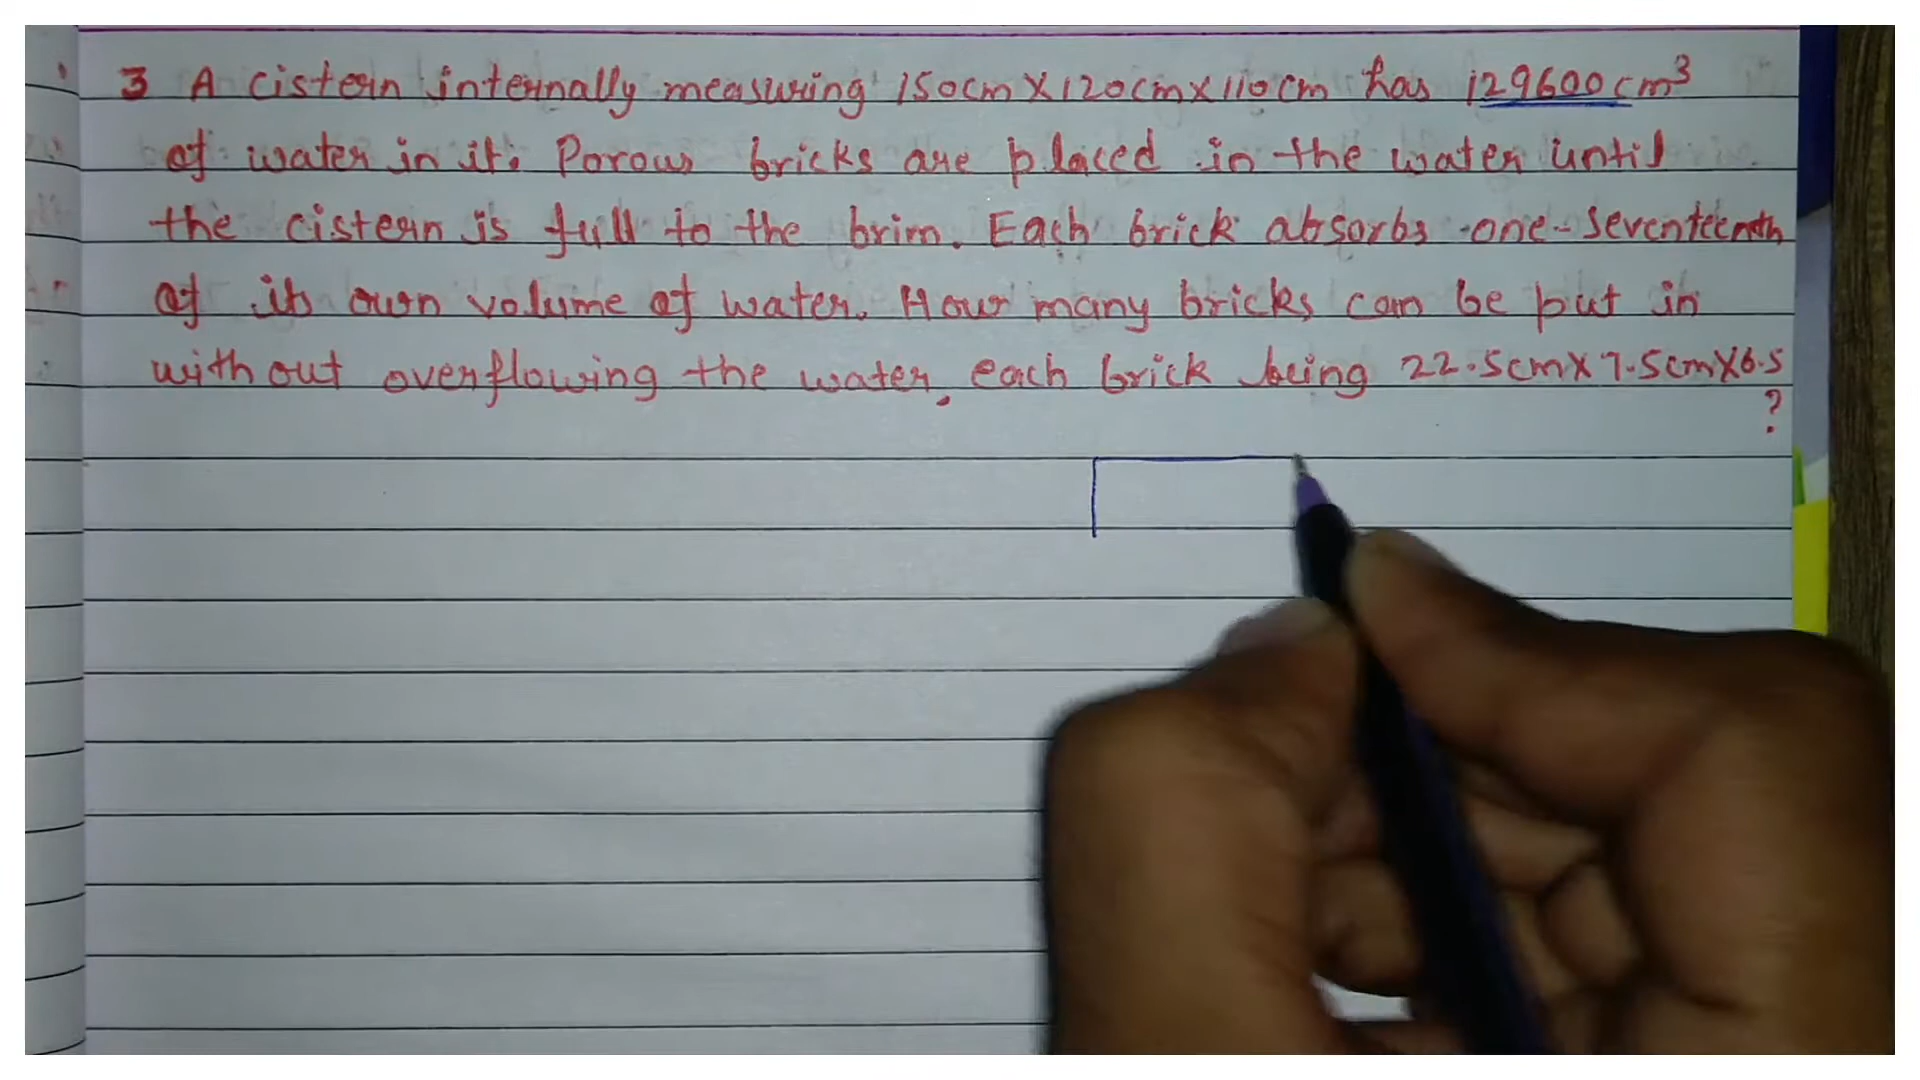 3 A cistern internally measuring 150cm X 120cm x 110cm has 129600cm³
of water in it. Porous bricks are placed in the water until
the cistern is full to the brim. Each brick absorbs one-seventeenth
of its own volume of water. How many bricks can be put in
without overflowing the water, each brick being 22.5cm X 7.5cm X 6.5
?